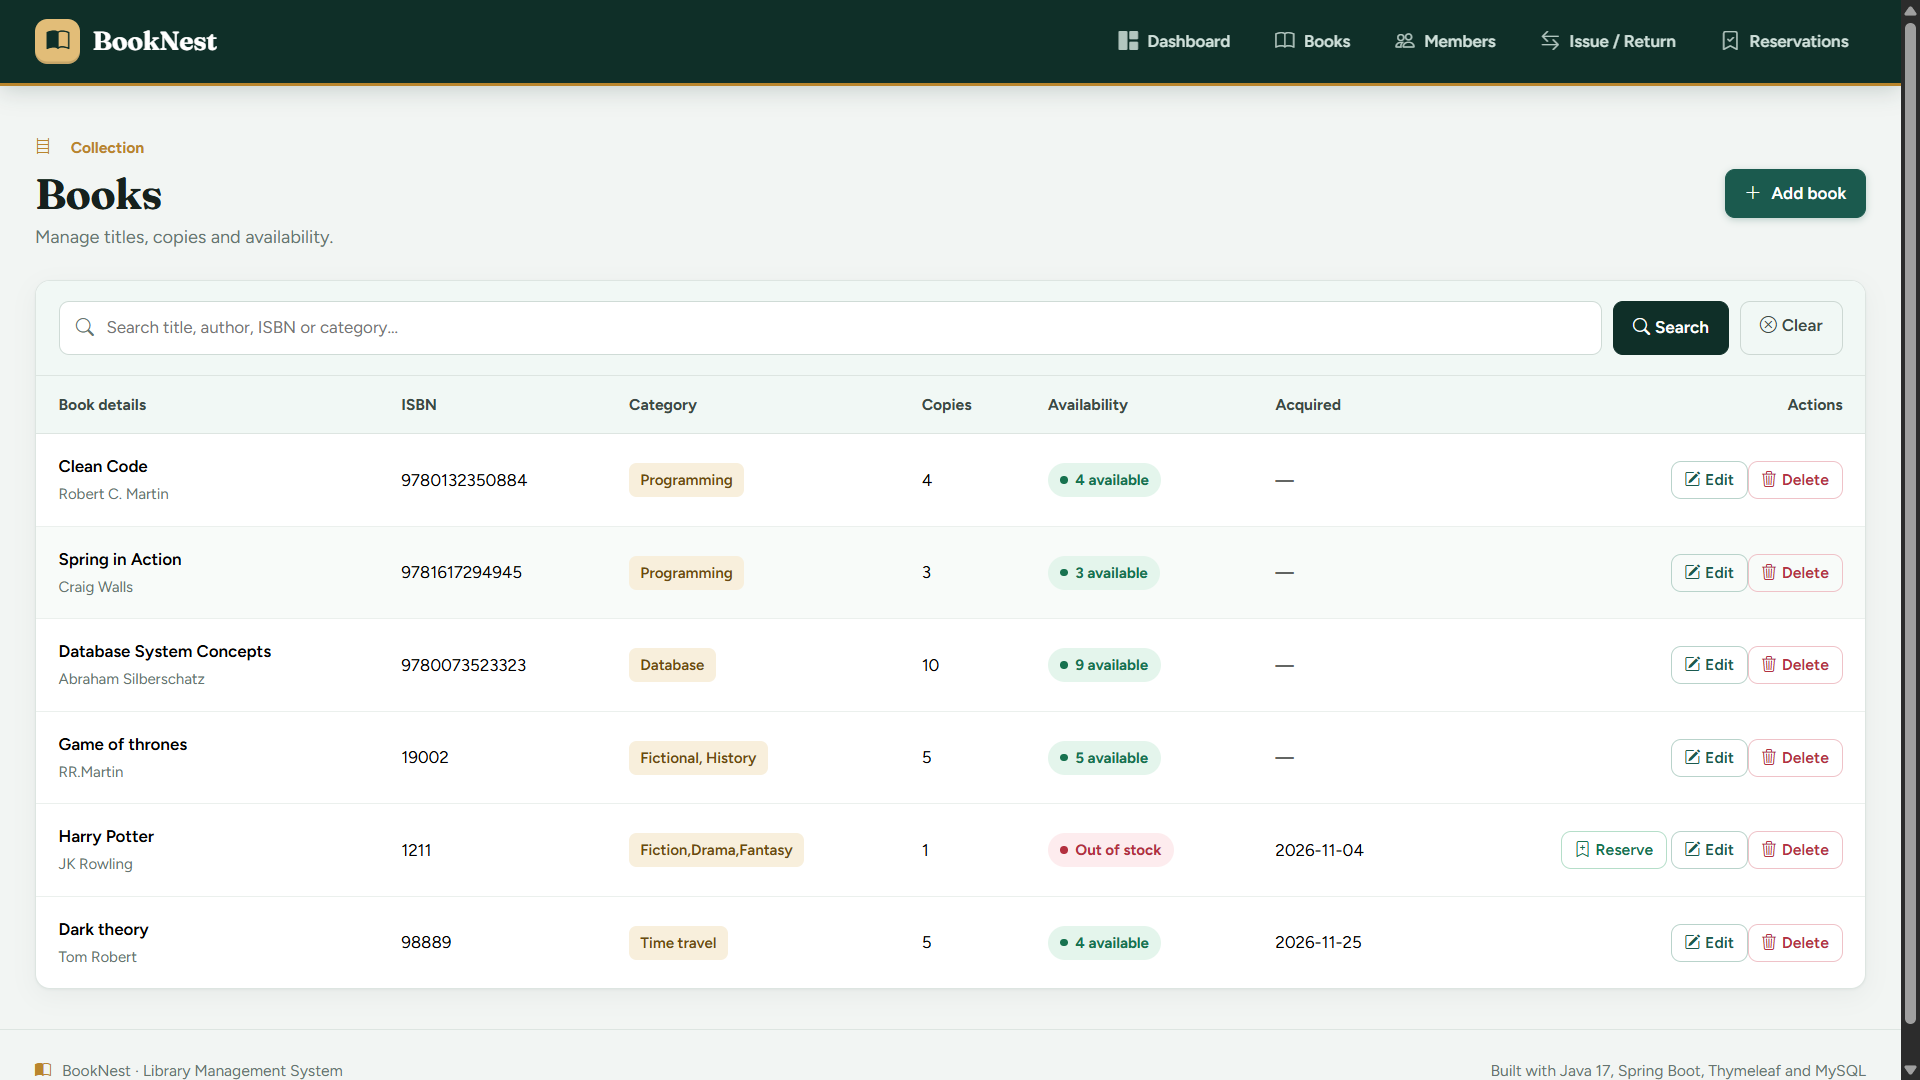 BookNest
Dashboard Books Members Issue / Return Reservations
Collection
Books
Manage titles, copies and availability.
Add book
Search title, author, ISBN or category...
Search
Clear
Book details ISBN Category Copies Availability Acquired Actions
Clean Code
Robert C. Martin
9780132350884 Programming 4 4 available — Edit Delete
Spring in Action
Craig Walls
9781617294945 Programming 3 3 available — Edit Delete
Database System Concepts
Abraham Silberschatz
9780073523323 Database 10 9 available — Edit Delete
Game of thrones
RR.Martin
19002 Fictional, History 5 5 available — Edit Delete
Harry Potter
JK Rowling
1211 Fiction,Drama,Fantasy 1 Out of stock 2026-11-04 Reserve Edit Delete
Dark theory
Tom Robert
98889 Time travel 5 4 available 2026-11-25 Edit Delete
BookNest · Library Management System
Built with Java 17, Spring Boot, Thymeleaf and MySQL